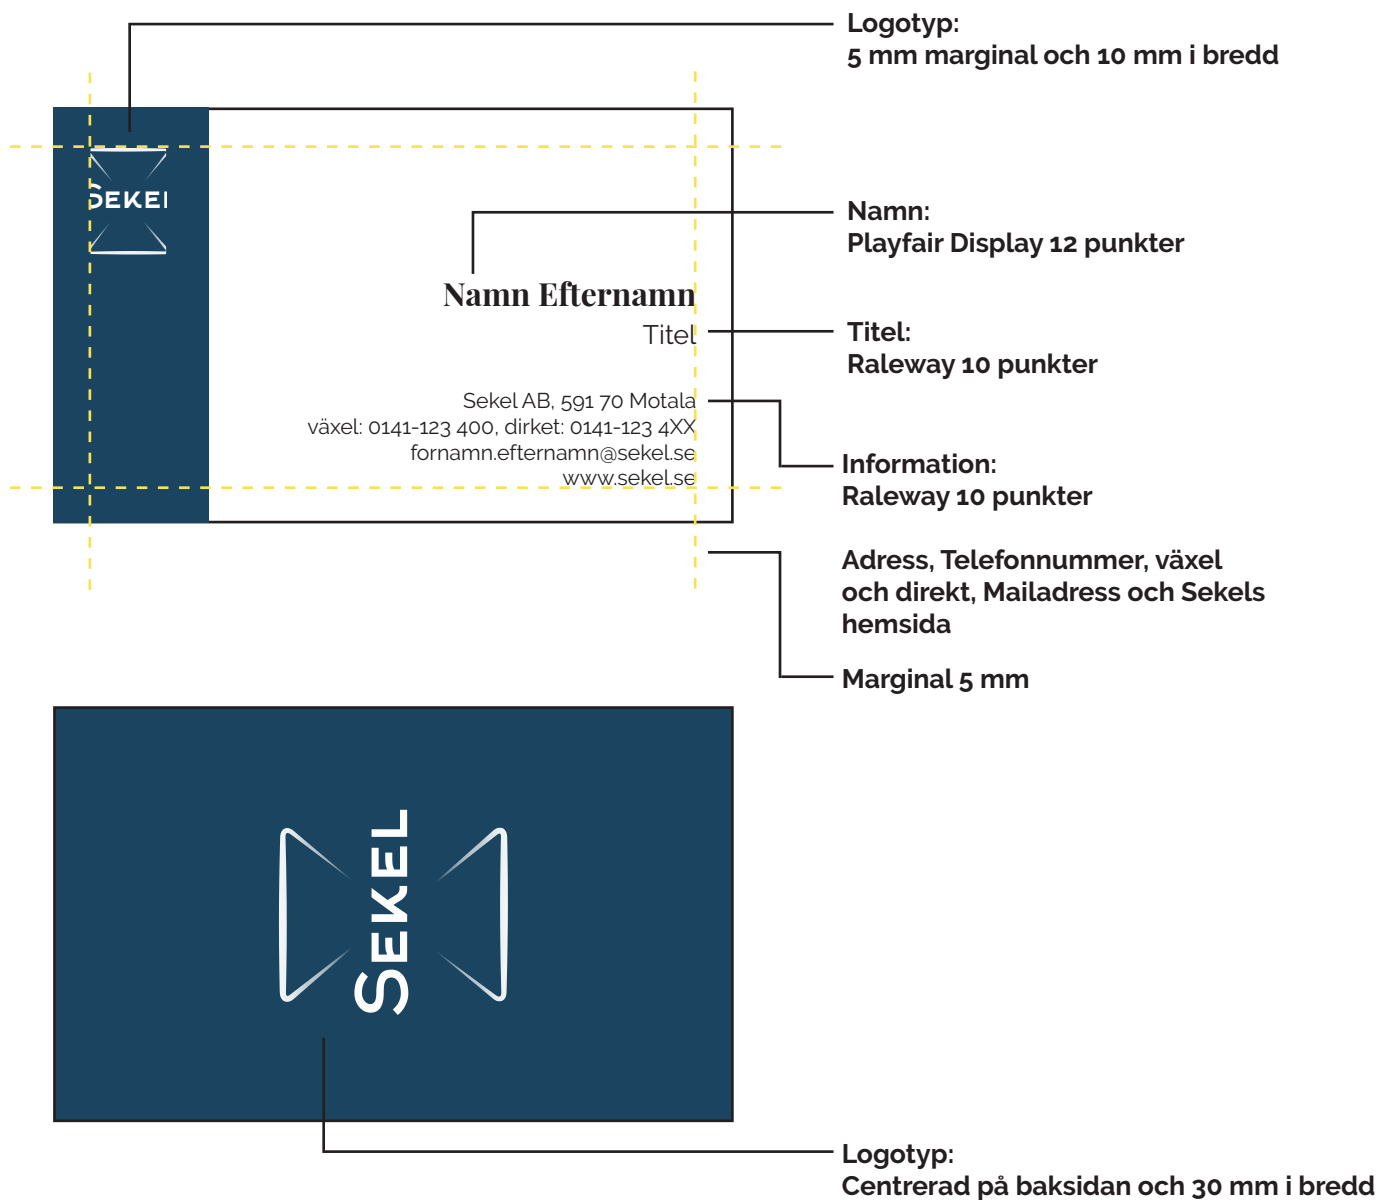 Logotyp:
5 mm marginal och 10 mm i bredd
SEKEL
Namn:
Playfair Display 12 punkter
Namn Efternamn
Titel
Titel:
Raleway 10 punkter
Sekel AB, 591 70 Motala
växel: 0141-123 400, dirket: 0141-123 4XX
fornamn.efternamn@sekel.se
www.sekel.se
Information:
Raleway 10 punkter
Adress, Telefonnummer, växel
och direkt, Mailadress och Sekels
hemsida
Marginal 5 mm
SEKEL
Logotyp:
Centrerad på baksidan och 30 mm i bredd